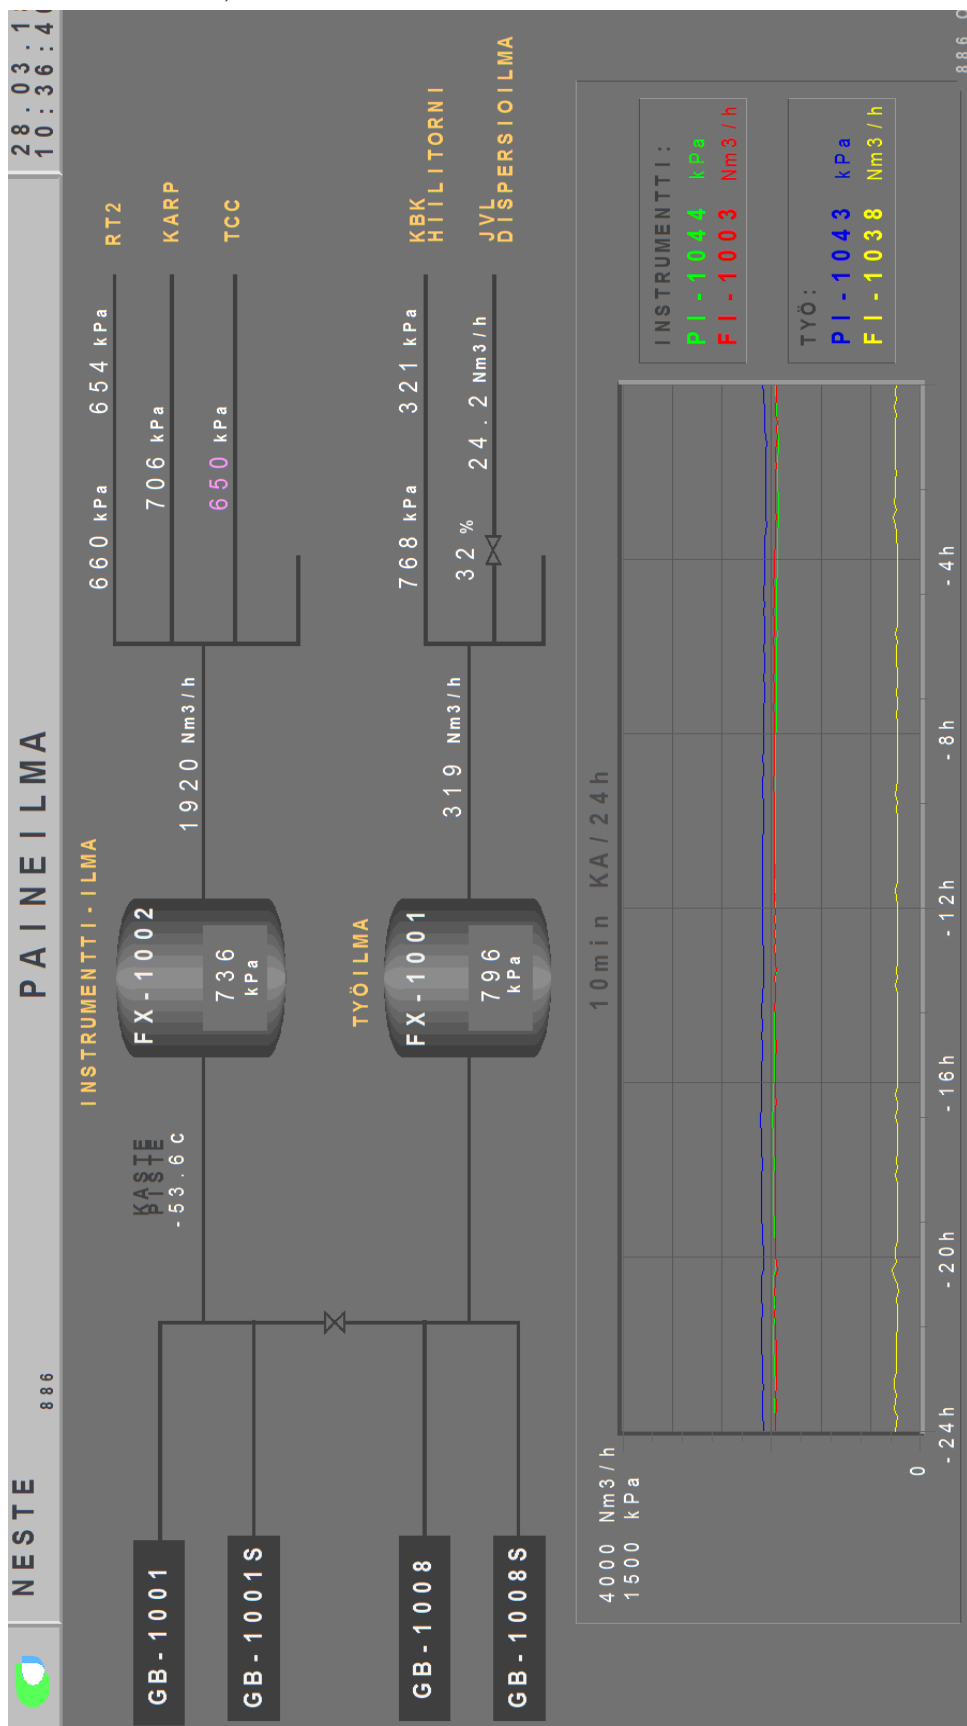 NESTE
886
PAINEILMA
28.03.1
10:36:4
INSTRUMENTTI-ILMA
GB-1001
GB-1001S
KASTE
PISTE
-53.6 C
FX-1002
736
kPa
1920 Nm3/h
660 kPa
654 kPa
RT2
706 kPa
KARP
650 kPa
TCC
TYÖILMA
GB-1008
GB-1008S
FX-1001
796
kPa
319 Nm3/h
768 kPa
321 kPa
KBK
HIILITORNI
32 %
24.2 Nm3/h
JVL
DISPERSIOILMA
10min KA/24h
4000 Nm3/h
1500 kPa
0
-24h
-20h
-16h
-12h
-8h
-4h
INSTRUMENTTI:
PI-1044 kPa
FI-1003 Nm3/h
TYÖ:
PI-1043 kPa
FI-1038 Nm3/h
886